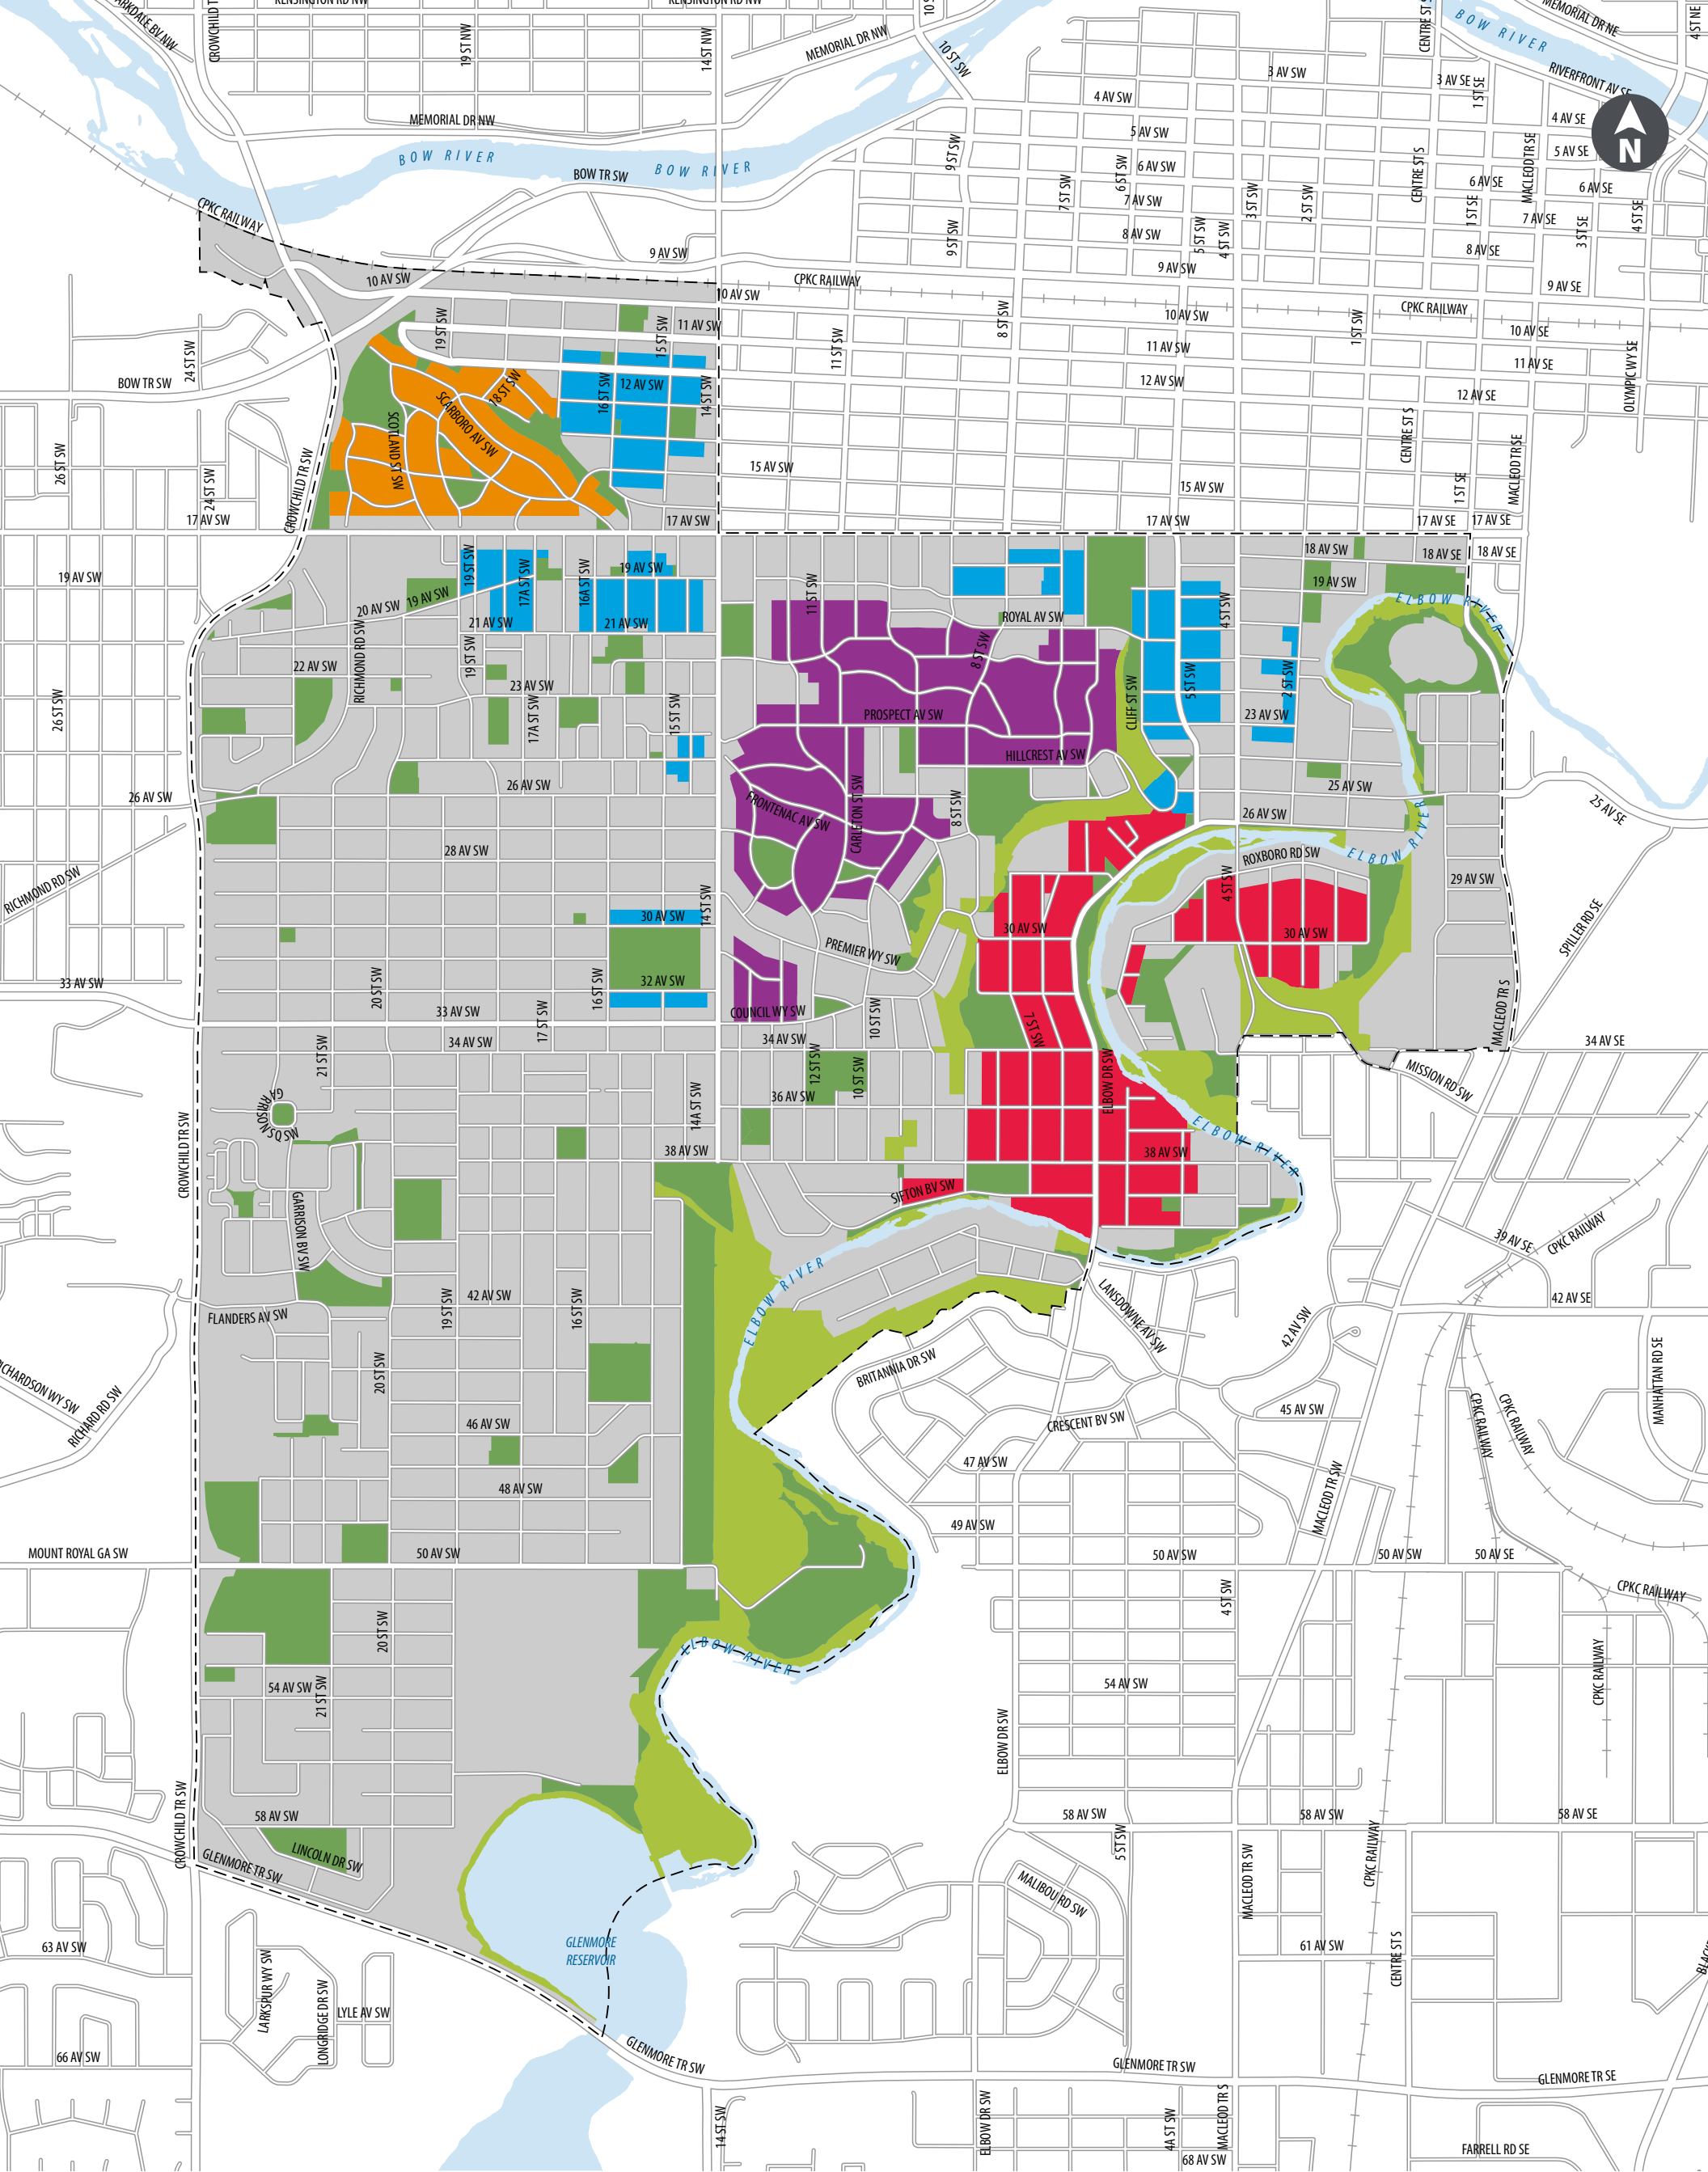 KENSINGTON RD NW
KENSINGTON RD NW
PARKDALE BV NW
CROWCHILD T
19 ST NW
14 ST NW
MEMORIAL DR NW
10 S
10 ST SW
CENTRE ST S
BOW RIVER
MEMORIAL DR NE
4 ST NE
RIVERFRONT AV SE
3 AV SW
3 AV SE
1 ST SE
4 AV SW
4 AV SE
N
MEMORIAL DR NW
5 AV SW
5 AV SE
BOW RIVER
BOW RIVER
BOW TR SW
9 ST SW
6 ST SW
6 AV SW
7 ST SW
7 AV SW
3 ST SW
2 ST SW
CENTRE ST S
MACLEOD TR SE
6 AV SE
6 AV SE
1 ST SE
7 AV SE
3 ST SE
4 ST SE
CPKC RAILWAY
9 AV SW
9 ST SW
8 AV SW
5 ST SW
4 ST SW
8 AV SE
9 AV SW
10 AV SW
CPKC RAILWAY
9 AV SE
10 AV SW
10 AV SW
CPKC RAILWAY
19 ST SW
15 ST SW
11 AV SW
11 ST SW
8 ST SW
1 ST SW
10 AV SE
24 ST SW
11 AV SW
11 AV SE
OLYMPIC WY SE
BOW TR SW
18 ST SW
16 ST SW
12 AV SW
14 ST SW
12 AV SW
12 AV SE
SCARBORO AV SW
SCOTLAND ST SW
CENTRE ST S
26 ST SW
24 ST SW
CROWCHILD TR SW
15 AV SW
15 AV SW
1 ST SE
MACLEOD TR SE
17 AV SW
17 AV SW
17 AV SW
17 AV SE
17 AV SE
19 AV SW
19 ST SW
17A ST SW
16A ST SW
19 AV SW
11 ST SW
18 AV SW
18 AV SE
18 AV SE
19 AV SW
20 AV SW
19 AV SW
21 AV SW
21 AV SW
ROYAL AV SW
4 ST SW
ELBOW RIVER
RICHMOND RD SW
22 AV SW
19 ST SW
8 ST SW
23 AV SW
26 ST SW
17A ST SW
15 ST SW
PROSPECT AV SW
CLIFF ST SW
5 ST SW
2 ST SW
23 AV SW
HILLCREST AV SW
26 AV SW
26 AV SW
25 AV SW
25 AV SE
FRONTENAC AV SW
CARLETON ST SW
8 ST SW
26 AV SW
28 AV SW
ROXBORO RD SW
ELBOW RIVER
RICHMOND RD SW
14 ST SW
4 ST SW
29 AV SW
30 AV SW
30 AV SW
30 AV SW
SPILLER RD SE
PREMIER WY SW
33 AV SW
20 ST SW
16 ST SW
32 AV SW
33 AV SW
17 ST SW
COUNCIL WY SW
10 ST SW
7 ST SW
MACLEOD TR S
21 ST SW
34 AV SW
34 AV SW
34 AV SE
12 ST SW
10 ST SW
ELBOW DR SW
MISSION RD SW
GARRISON SQ SW
14A ST SW
36 AV SW
CROWCHILD TR SW
38 AV SW
ELBOW RIVER
38 AV SW
SIFTON BV SW
GARRISON BV SW
39 AV SE
CPKC RAILWAY
ELBOW RIVER
FLANDERS AV SW
19 ST SW
42 AV SW
16 ST SW
LANSDOWNE AV SW
42 AV SW
42 AV SE
20 ST SW
BRITANNIA DR SW
MANHATTAN RD SE
RICHARDSON WY SW
RICHARD RD SW
46 AV SW
CRESCENT BV SW
45 AV SW
CPKC RAILWAY
CPKC RAILWAY
47 AV SW
48 AV SW
MACLEOD TR SW
49 AV SW
MOUNT ROYAL GA SW
50 AV SW
50 AV SW
50 AV SW
50 AV SE
20 ST SW
4 ST SW
CPKC RAILWAY
ELBOW RIVER
54 AV SW
21 ST SW
54 AV SW
CPKC RAILWAY
ELBOW DR SW
CROWCHILD TR SW
58 AV SW
58 AV SW
5 ST SW
58 AV SW
CPKC RAILWAY
58 AV SE
GLENMORE TR SW
LINCOLN DR SW
MALIBOU RD SW
MACLEOD TR SW
63 AV SW
GLENMORE
RESERVOIR
61 AV SW
CENTRE ST S
LARKSPUR WY SW
LONGRIDGE DR SW
LYLE AV SW
66 AV SW
GLENMORE TR SW
GLENMORE TR SW
GLENMORE TR SE
14 ST SW
ELBOW DR SW
4A ST SW
MACLEOD TR S
68 AV SW
FARRELL RD SE